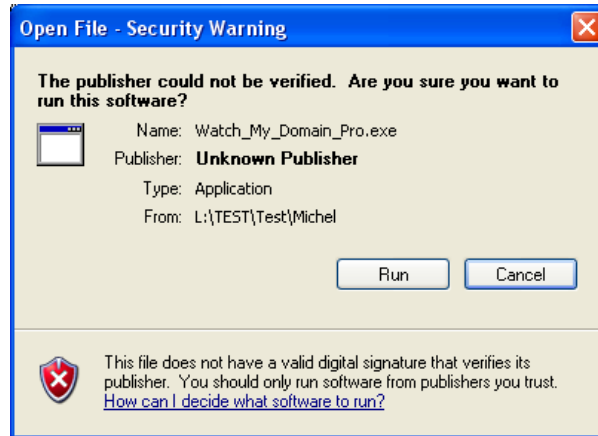 Open File - Security Warning
The publisher could not be verified.  Are you sure you want to
run this software?
Name: Watch_My_Domain_Pro.exe
Publisher: Unknown Publisher
Type: Application
From: L:\TEST\Test\Michel
Run Cancel
This file does not have a valid digital signature that verifies its
publisher.  You should only run software from publishers you trust.
How can I decide what software to run?